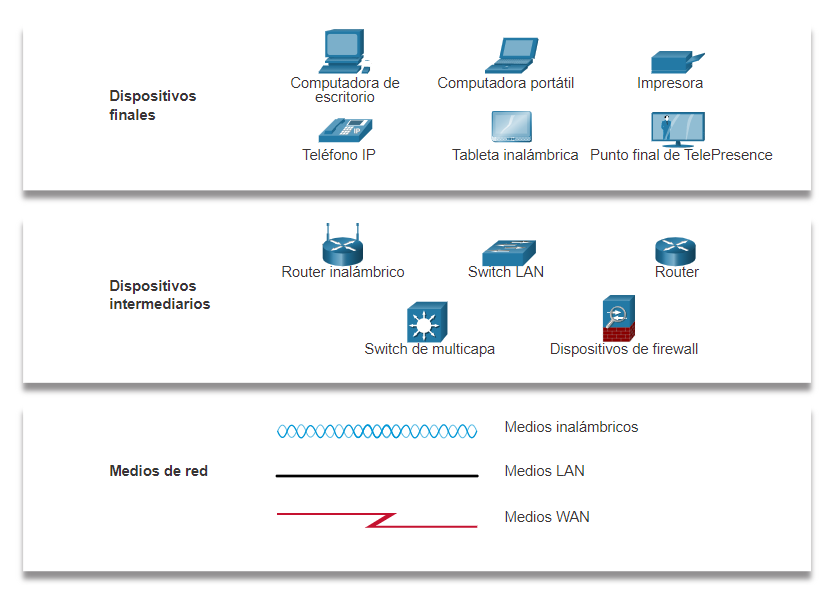 Dispositivos
finales
Computadora de
escritorio
Computadora portátil
Impresora
Teléfono IP
Tableta inalámbrica
Punto final de TelePresence
Dispositivos
intermediarios
Router inalámbrico
Switch LAN
Router
Switch de multicapa
Dispositivos de firewall
Medios de red
Medios inalámbricos
Medios LAN
Medios WAN